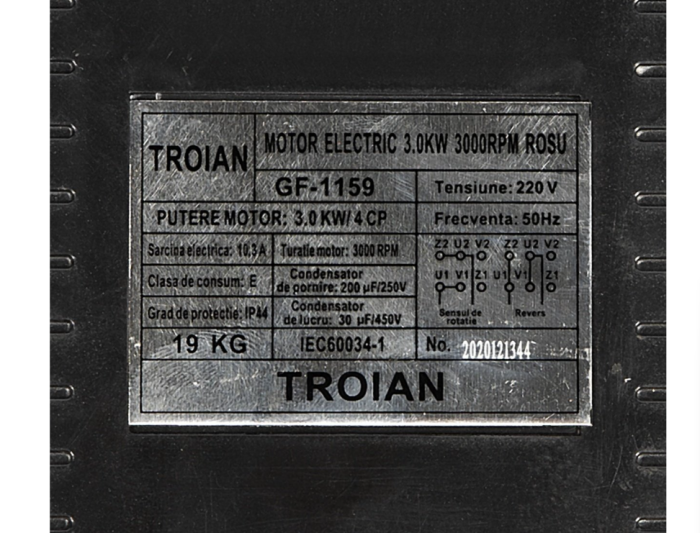 TROIAN
MOTOR ELECTRIC 3.0KW 3000RPM ROSU
GF-1159
Tensiune: 220 V
PUTERE MOTOR: 3.0 KW/ 4 CP
Frecventa: 50Hz
Sarcina electrica: 10,3 A
Turatie motor: 3000 RPM
Clasa de consum: E
Condensator
de pornire: 200 µF/250V
Grad de protectie: IP44
Condensator
de lucru: 30 µF/450V
Z2 U2 V2
U1 V1 Z1
Sensul de
rotatie
Z2 U2 V2
U1 V1 Z1
Revers
19 KG
IEC60034-1
No. 2020121344
TROIAN